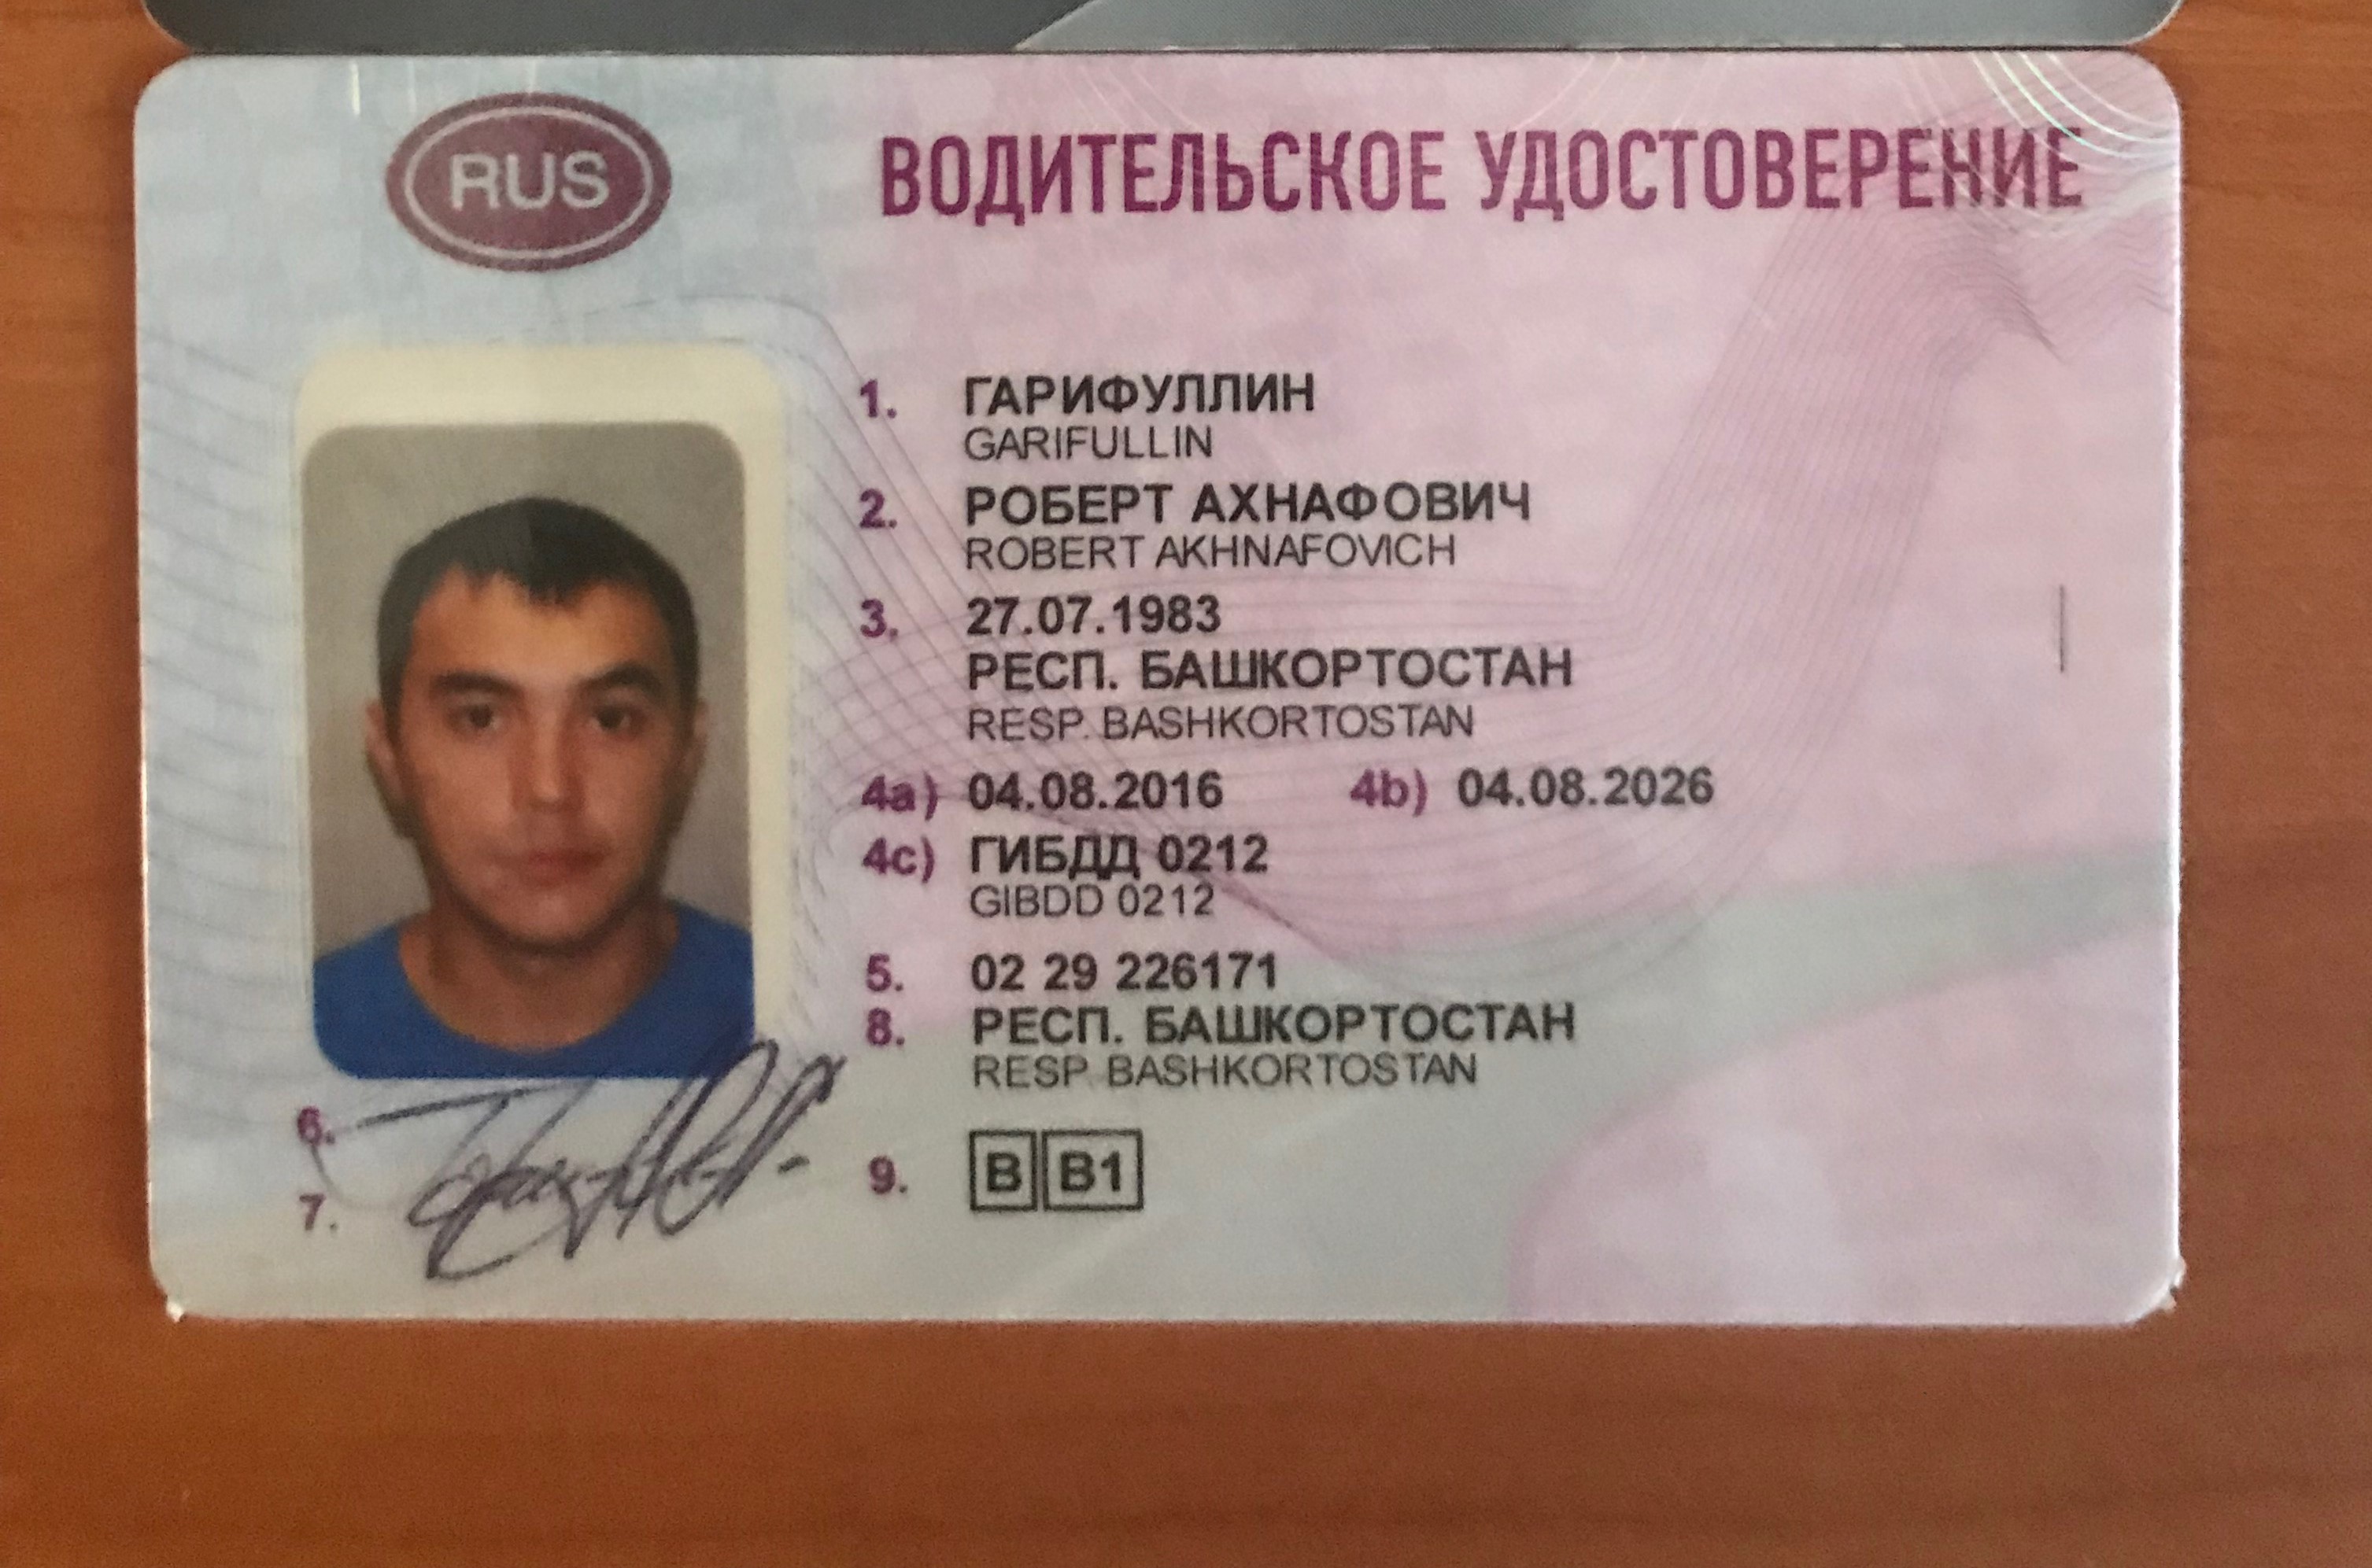 RUS
ВОДИТЕЛЬСКОЕ УДОСТОВЕРЕНИЕ
1. ГАРИФУЛЛИН
GARIFULLIN
2. РОБЕРТ АХНАФОВИЧ
ROBERT AKHNAFOVICH
3. 27.07.1983
РЕСП. БАШКОРТОСТАН
RESP. BASHKORTOSTAN
4a) 04.08.2016 4b) 04.08.2026
4c) ГИБДД 0212
GIBDD 0212
5. 02 29 226171
8. РЕСП. БАШКОРТОСТАН
RESP. BASHKORTOSTAN
6.
7.
9. B B1